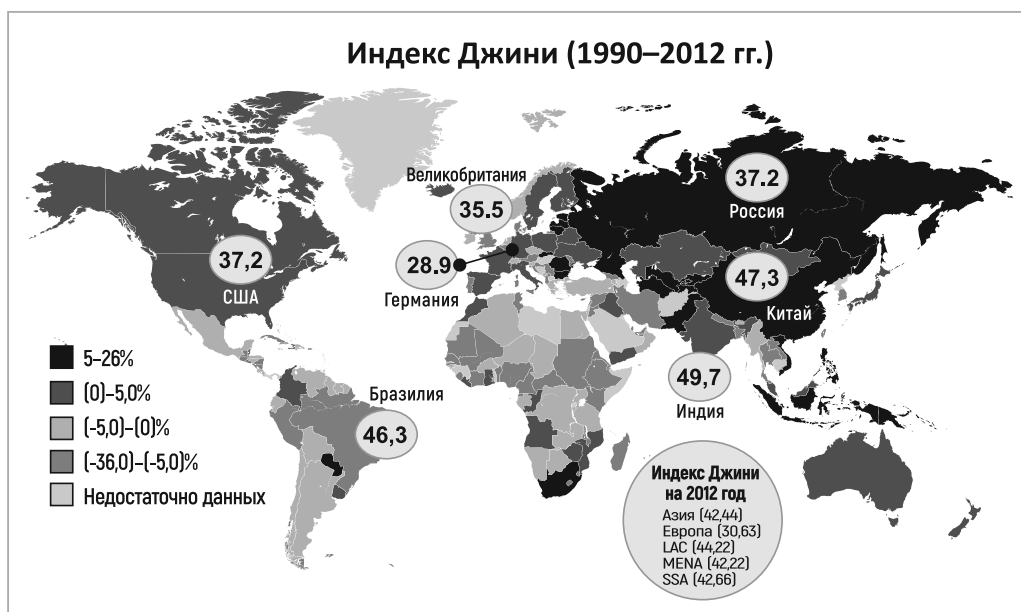 Индекс Джини (1990–2012 гг.)
Великобритания
35.5
37.2
Россия
37,2
США
28.9
Германия
47,3
Китай
49,7
Индия
Бразилия
46,3
5–26%
(0)–5,0%
(-5,0)–(0)%
(-36,0)–(-5,0)%
Недостаточно данных
Индекс Джини
на 2012 год
Азия (42,44)
Европа (30,63)
LAC (44,22)
MENA (42,22)
SSA (42,66)